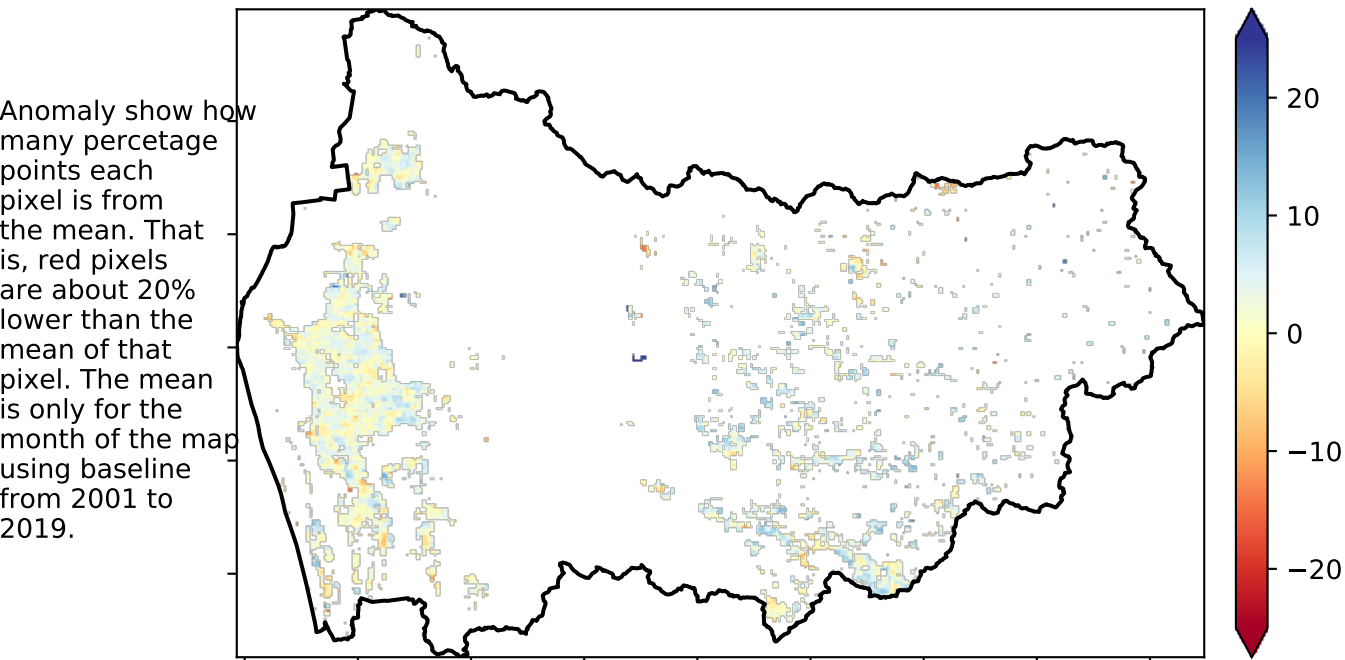 Anomaly show how
many percetage
points each
pixel is from
the mean. That
is, red pixels
are about 20%
lower than the
mean of that
pixel. The mean
is only for the
month of the map
using baseline
from 2001 to
2019.
20
10
0
−10
−20